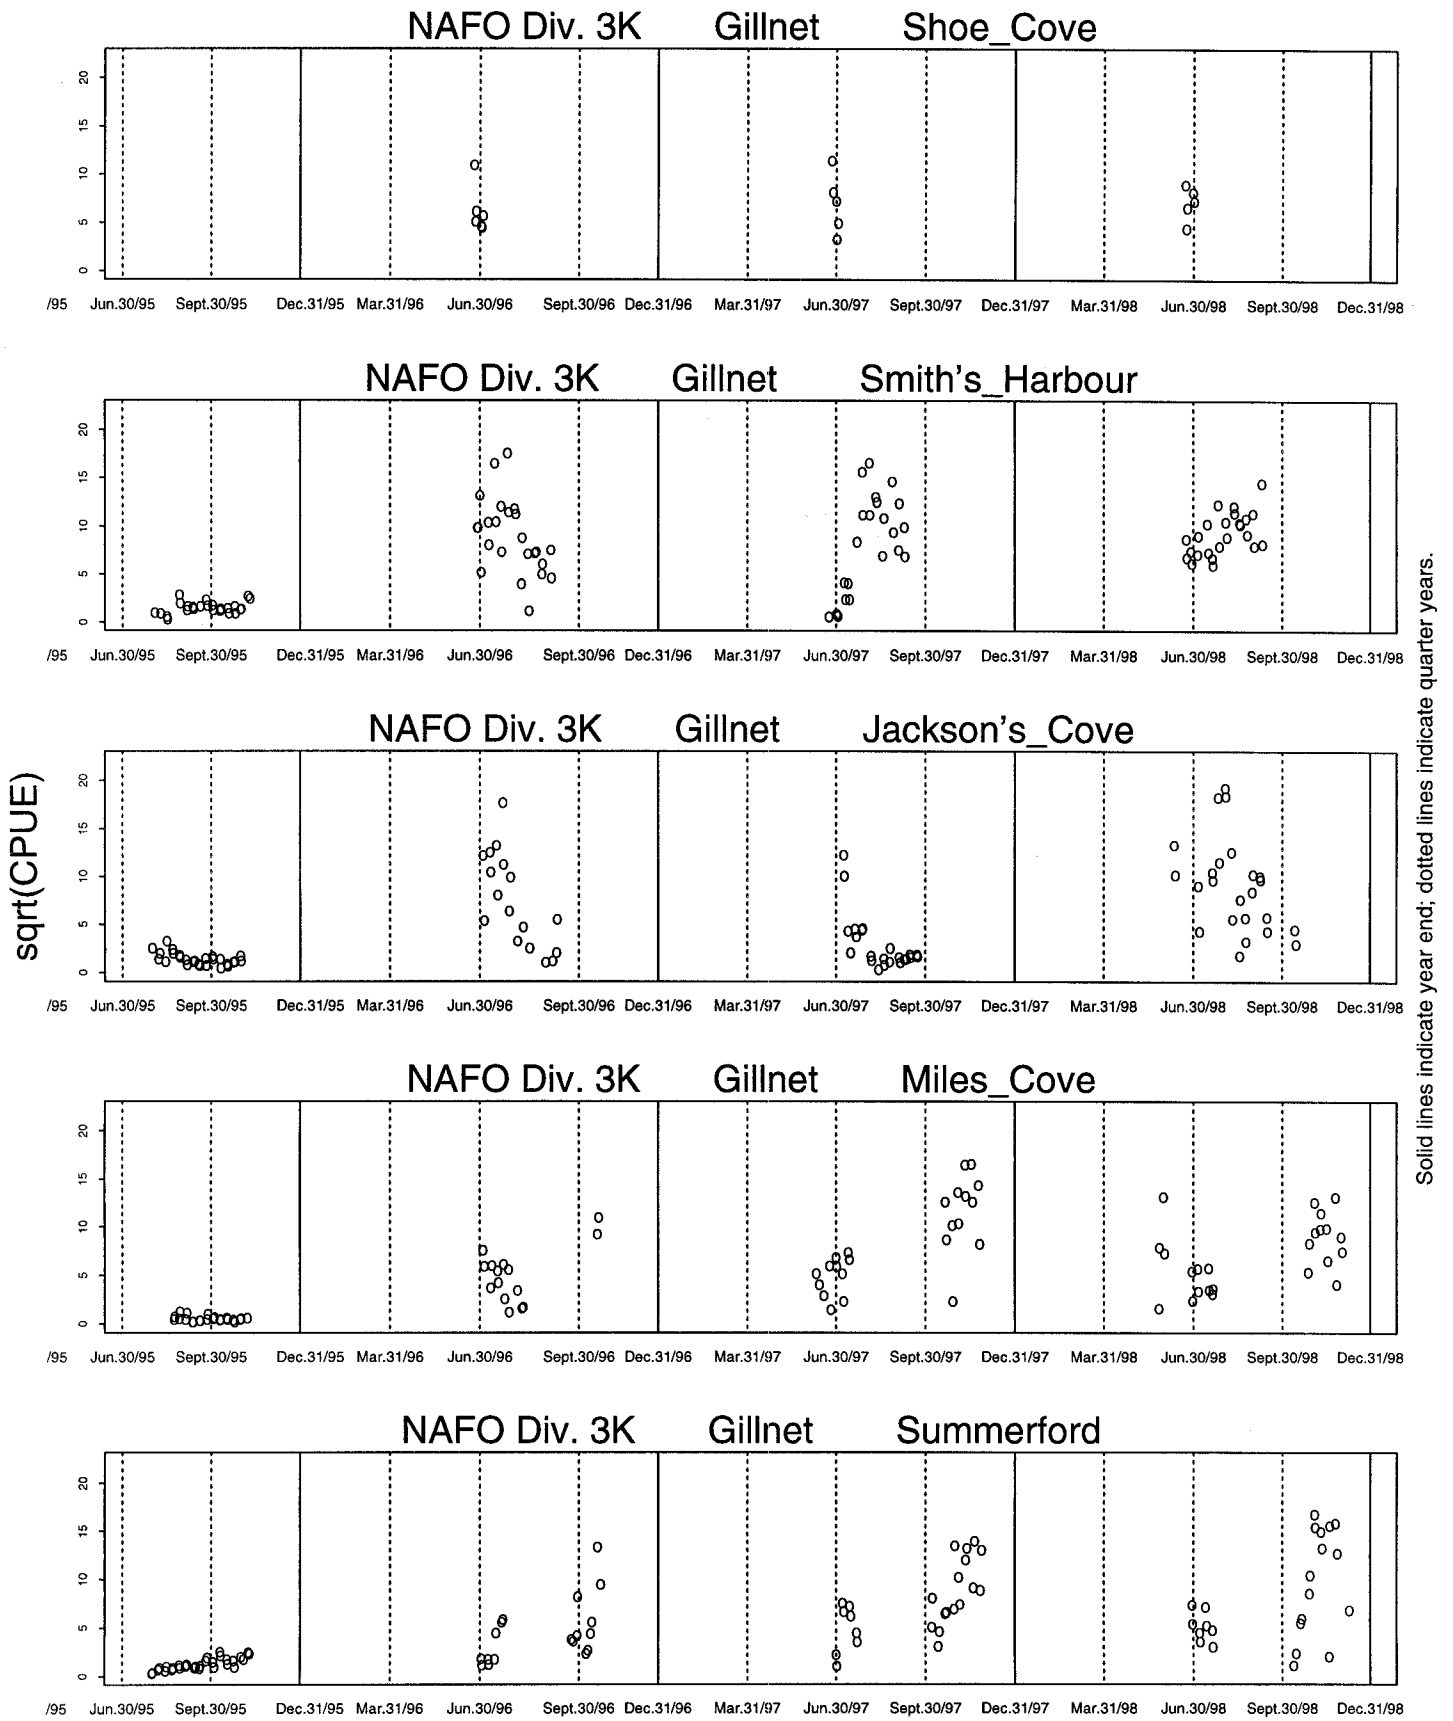 NAFO Div. 3K Gillnet Shoe_Cove
20
15
10
5
0
/95 Jun.30/95 Sept.30/95 Dec.31/95 Mar.31/96 Jun.30/96 Sept.30/96 Dec.31/96 Mar.31/97 Jun.30/97 Sept.30/97 Dec.31/97 Mar.31/98 Jun.30/98 Sept.30/98 Dec.31/98
NAFO Div. 3K Gillnet Smith's_Harbour
20
15
10
5
0
/95 Jun.30/95 Sept.30/95 Dec.31/95 Mar.31/96 Jun.30/96 Sept.30/96 Dec.31/96 Mar.31/97 Jun.30/97 Sept.30/97 Dec.31/97 Mar.31/98 Jun.30/98 Sept.30/98 Dec.31/98
NAFO Div. 3K Gillnet Jackson's_Cove
sqrt(CPUE)
20
15
10
5
0
/95 Jun.30/95 Sept.30/95 Dec.31/95 Mar.31/96 Jun.30/96 Sept.30/96 Dec.31/96 Mar.31/97 Jun.30/97 Sept.30/97 Dec.31/97 Mar.31/98 Jun.30/98 Sept.30/98 Dec.31/98
NAFO Div. 3K Gillnet Miles_Cove
20
15
10
5
0
/95 Jun.30/95 Sept.30/95 Dec.31/95 Mar.31/96 Jun.30/96 Sept.30/96 Dec.31/96 Mar.31/97 Jun.30/97 Sept.30/97 Dec.31/97 Mar.31/98 Jun.30/98 Sept.30/98 Dec.31/98
NAFO Div. 3K Gillnet Summerford
20
15
10
5
0
/95 Jun.30/95 Sept.30/95 Dec.31/95 Mar.31/96 Jun.30/96 Sept.30/96 Dec.31/96 Mar.31/97 Jun.30/97 Sept.30/97 Dec.31/97 Mar.31/98 Jun.30/98 Sept.30/98 Dec.31/98
Solid lines indicate year end; dotted lines indicate quarter years.